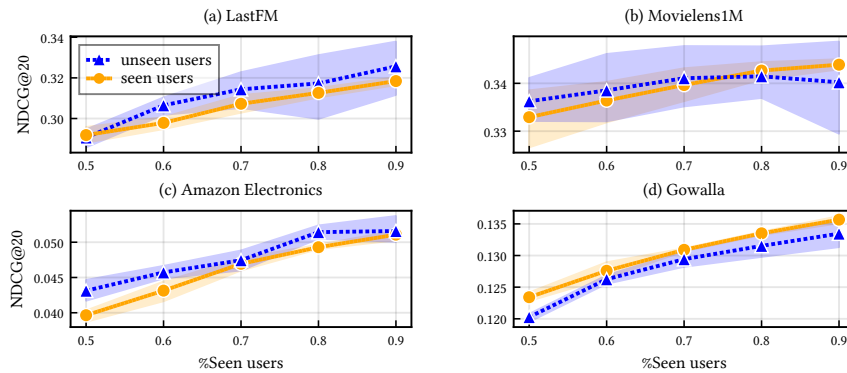 (a) LastFM
(b) Movielens1M
NDCG@20
0.34
0.32
0.30
unseen users
seen users
0.5 0.6 0.7 0.8 0.9
0.34
0.33
0.5 0.6 0.7 0.8 0.9
(c) Amazon Electronics
(d) Gowalla
NDCG@20
0.050
0.045
0.040
0.5 0.6 0.7 0.8 0.9
%Seen users
0.135
0.130
0.125
0.120
0.5 0.6 0.7 0.8 0.9
%Seen users